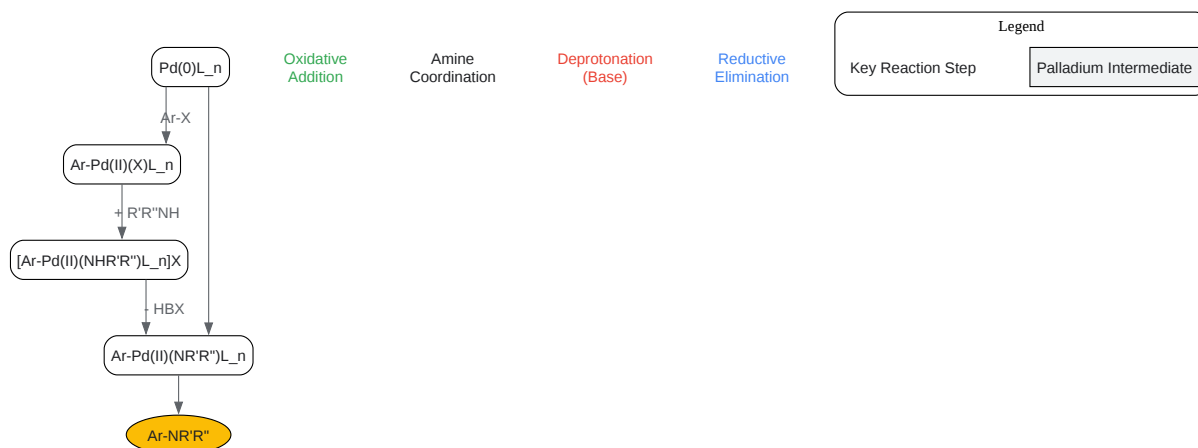 Legend
Pd(0)L_n
Oxidative
Addition
Amine
Coordination
Deprotonation
(Base)
Reductive
Elimination
Key Reaction Step
Palladium Intermediate
Ar-X
Ar-Pd(II)(X)L_n
+ R'R"NH
[Ar-Pd(II)(NHR'R")L_n]X
- HBX
Ar-Pd(II)(NR'R")L_n
Ar-NR'R"